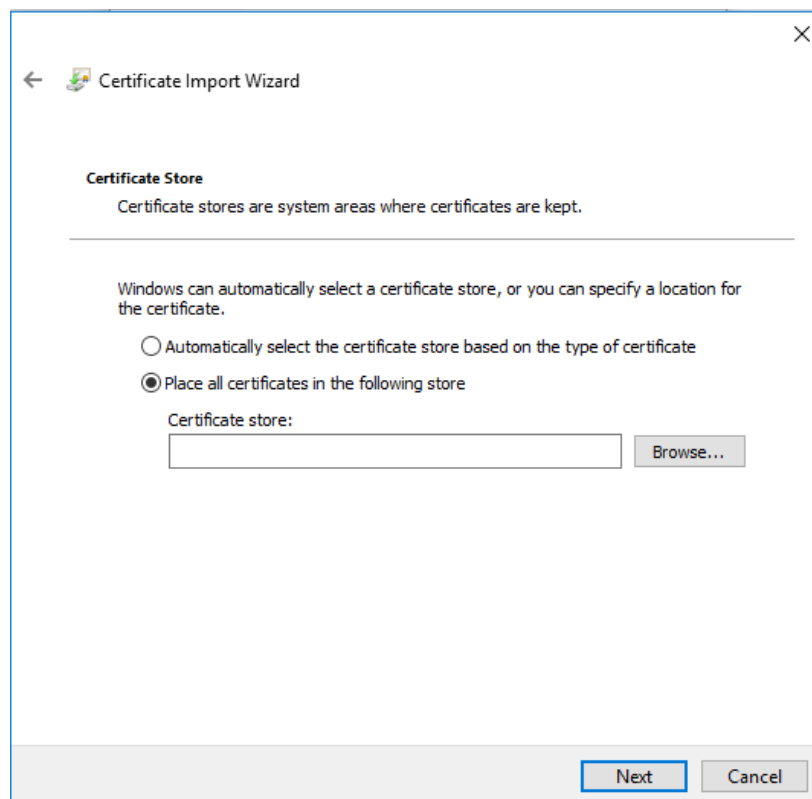 Certificate Import Wizard
Certificate Store
Certificate stores are system areas where certificates are kept.
Windows can automatically select a certificate store, or you can specify a location for
the certificate.
Automatically select the certificate store based on the type of certificate
Place all certificates in the following store
Certificate store:
Browse...
Next
Cancel